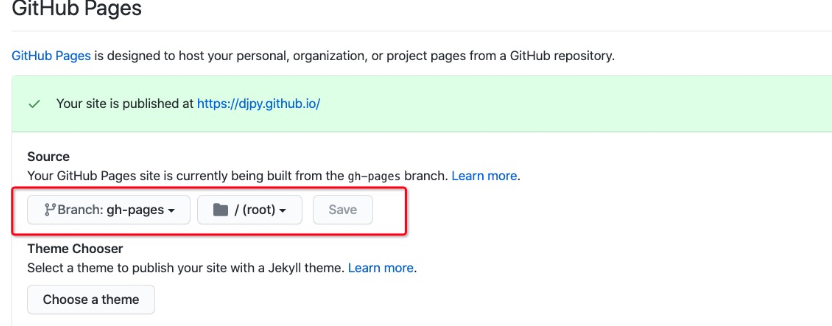 GitHub Pages
GitHub Pages is designed to host your personal, organization, or project pages from a GitHub repository.
Your site is published at https://djpy.github.io/
Source
Your GitHub Pages site is currently being built from the gh-pages branch. Learn more.
Branch: gh-pages / (root) Save
Theme Chooser
Select a theme to publish your site with a Jekyll theme. Learn more.
Choose a theme